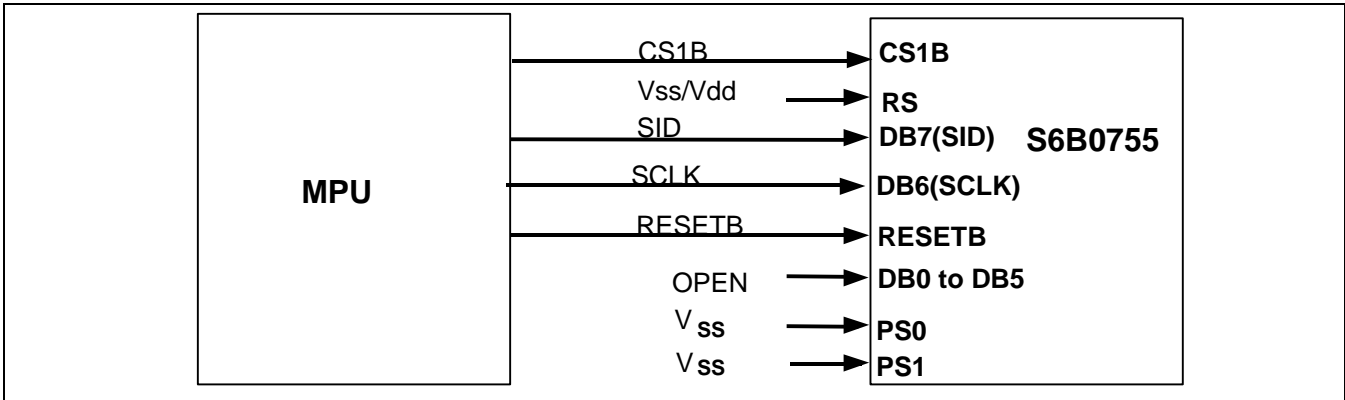 CS1B CS1B
Vss/Vdd RS
SID DB7(SID) S6B0755
MPU SCLK DB6(SCLK)
RESETB RESETB
OPEN DB0 to DB5
VSS PS0
VSS PS1